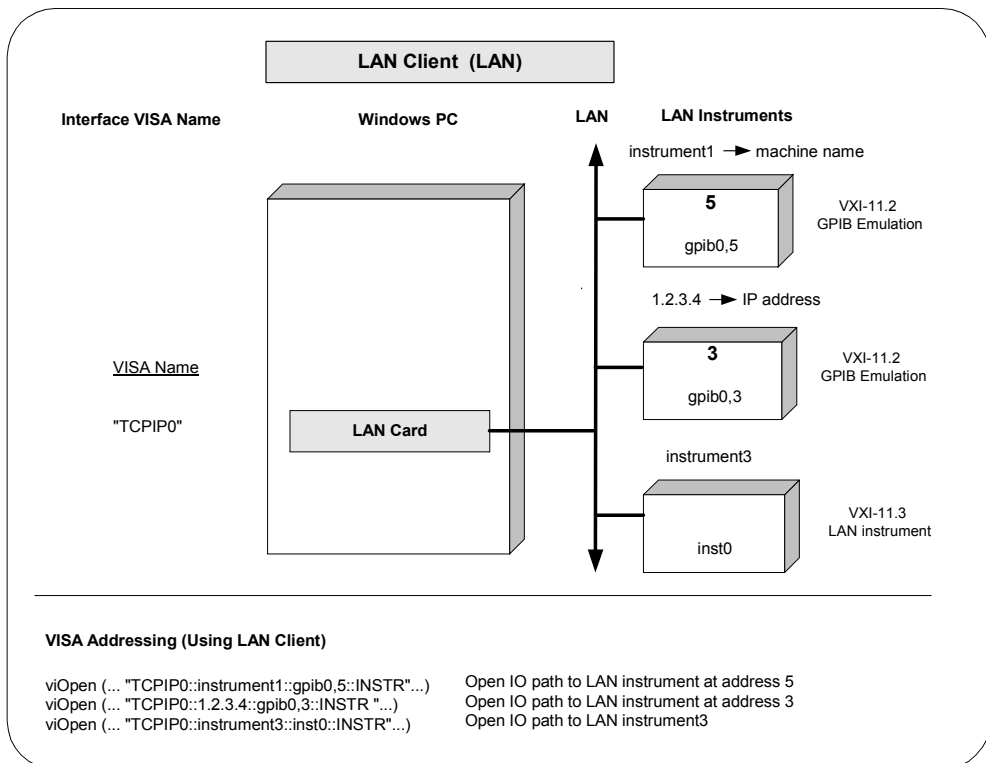 LAN Client (LAN)
Interface VISA Name
Windows PC
LAN
LAN Instruments
instrument1
machine name
5
gpib0,5
VXI-11.2
GPIB Emulation
1.2.3.4
IP address
3
gpib0,3
VXI-11.2
GPIB Emulation
VISA Name
"TCPIP0"
LAN Card
instrument3
inst0
VXI-11.3
LAN instrument
VISA Addressing (Using LAN Client)
viOpen (... "TCPIP0::instrument1::gpib0,5::INSTR"...) Open IO path to LAN instrument at address 5
viOpen (... "TCPIP0::1.2.3.4::gpib0,3::INSTR "...) Open IO path to LAN instrument at address 3
viOpen (... "TCPIP0::instrument3::inst0::INSTR"...) Open IO path to LAN instrument3